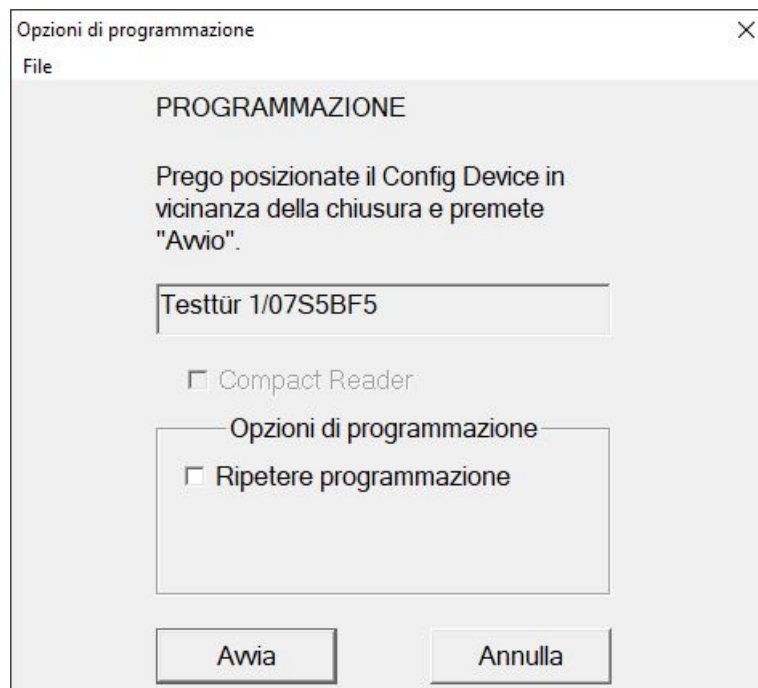 Opzioni di programmazione
File
PROGRAMMAZIONE
Prego posizionate il Config Device in
vicinanza della chiusura e premete
"Avvio".
Testtür 1/07S5BF5
Compact Reader
Opzioni di programmazione
Ripetere programmazione
Avvia
Annulla